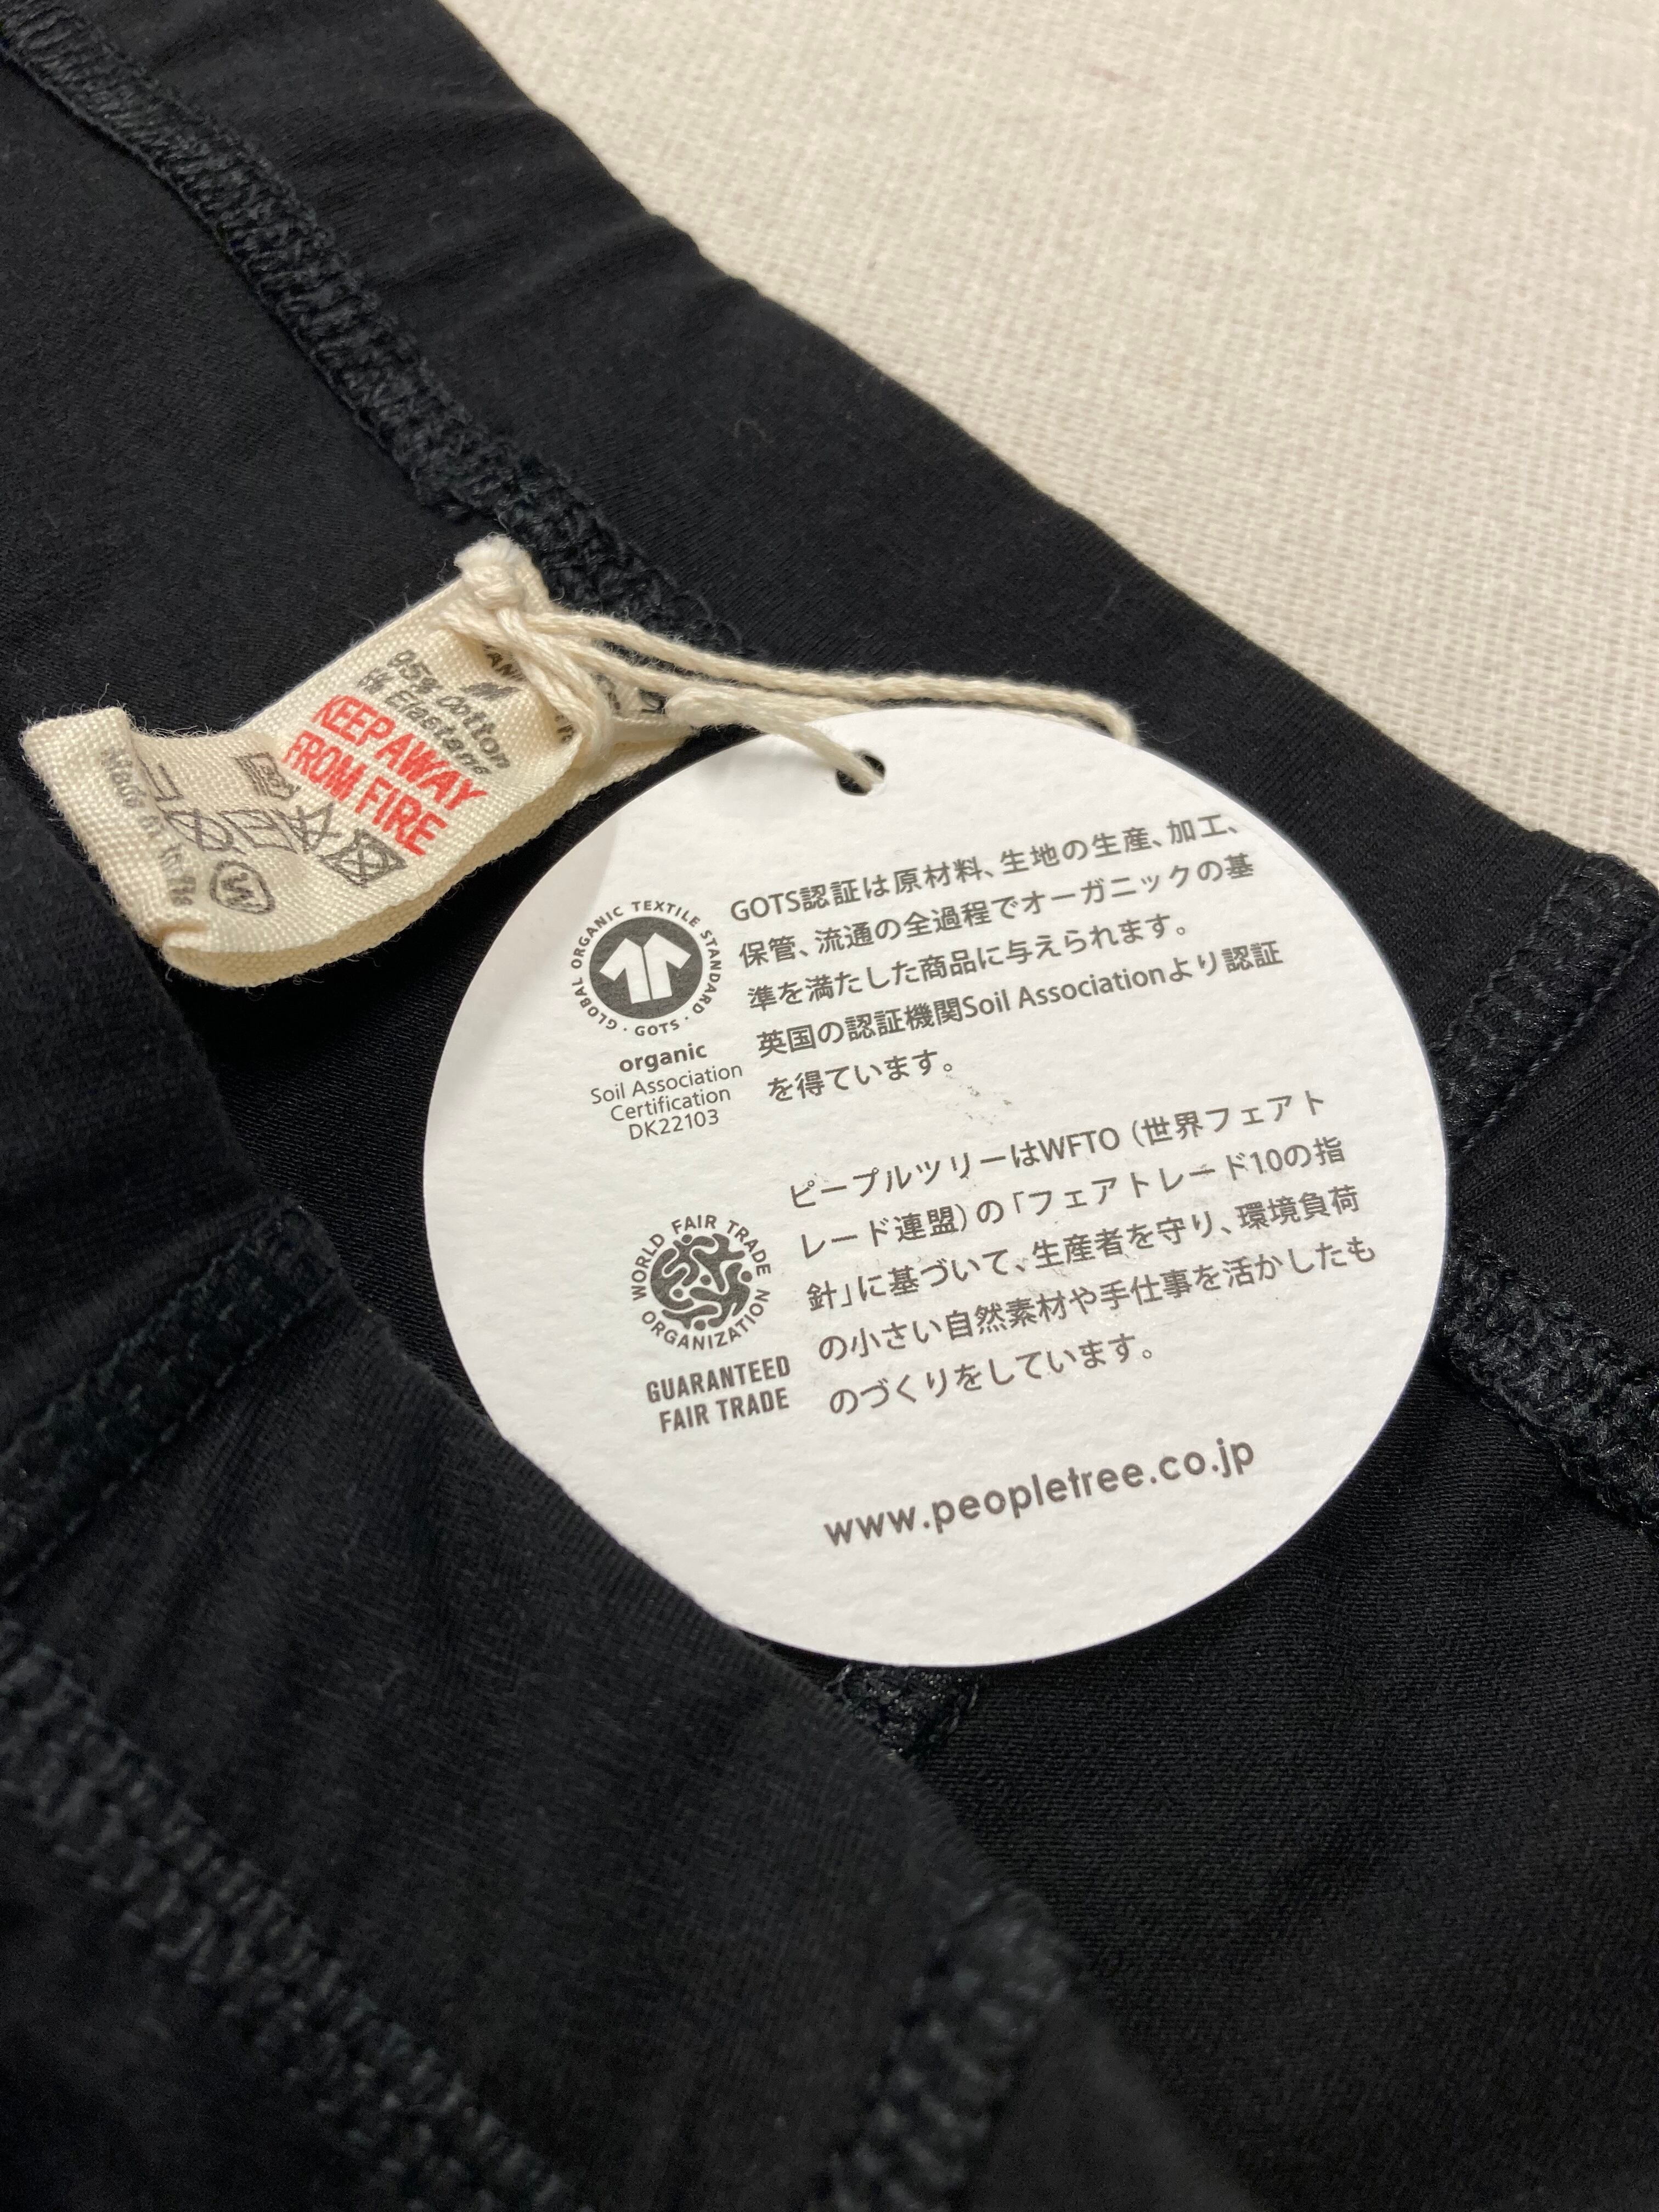 95% Cotton
5% Elastane
KEEP AWAY
FROM FIRE
Made in India
GLOBAL ORGANIC TEXTILE STANDARD · GOTS ·
organic
Soil Association
Certification
DK22103
GOTS認証は原材料、生地の生産、加工、
保管、流通の全過程でオーガニックの基
準を満たした商品に与えられます。
英国の認証機関Soil Associationより認証
を得ています。
WORLD FAIR TRADE ORGANIZATION
GUARANTEED
FAIR TRADE
ピープルツリーはWFTO（世界フェアト
レード連盟）の「フェアトレード10の指
針」に基づいて、生産者を守り、環境負荷
の小さい自然素材や手仕事を活かしたも
のづくりをしています。
www.peopletree.co.jp